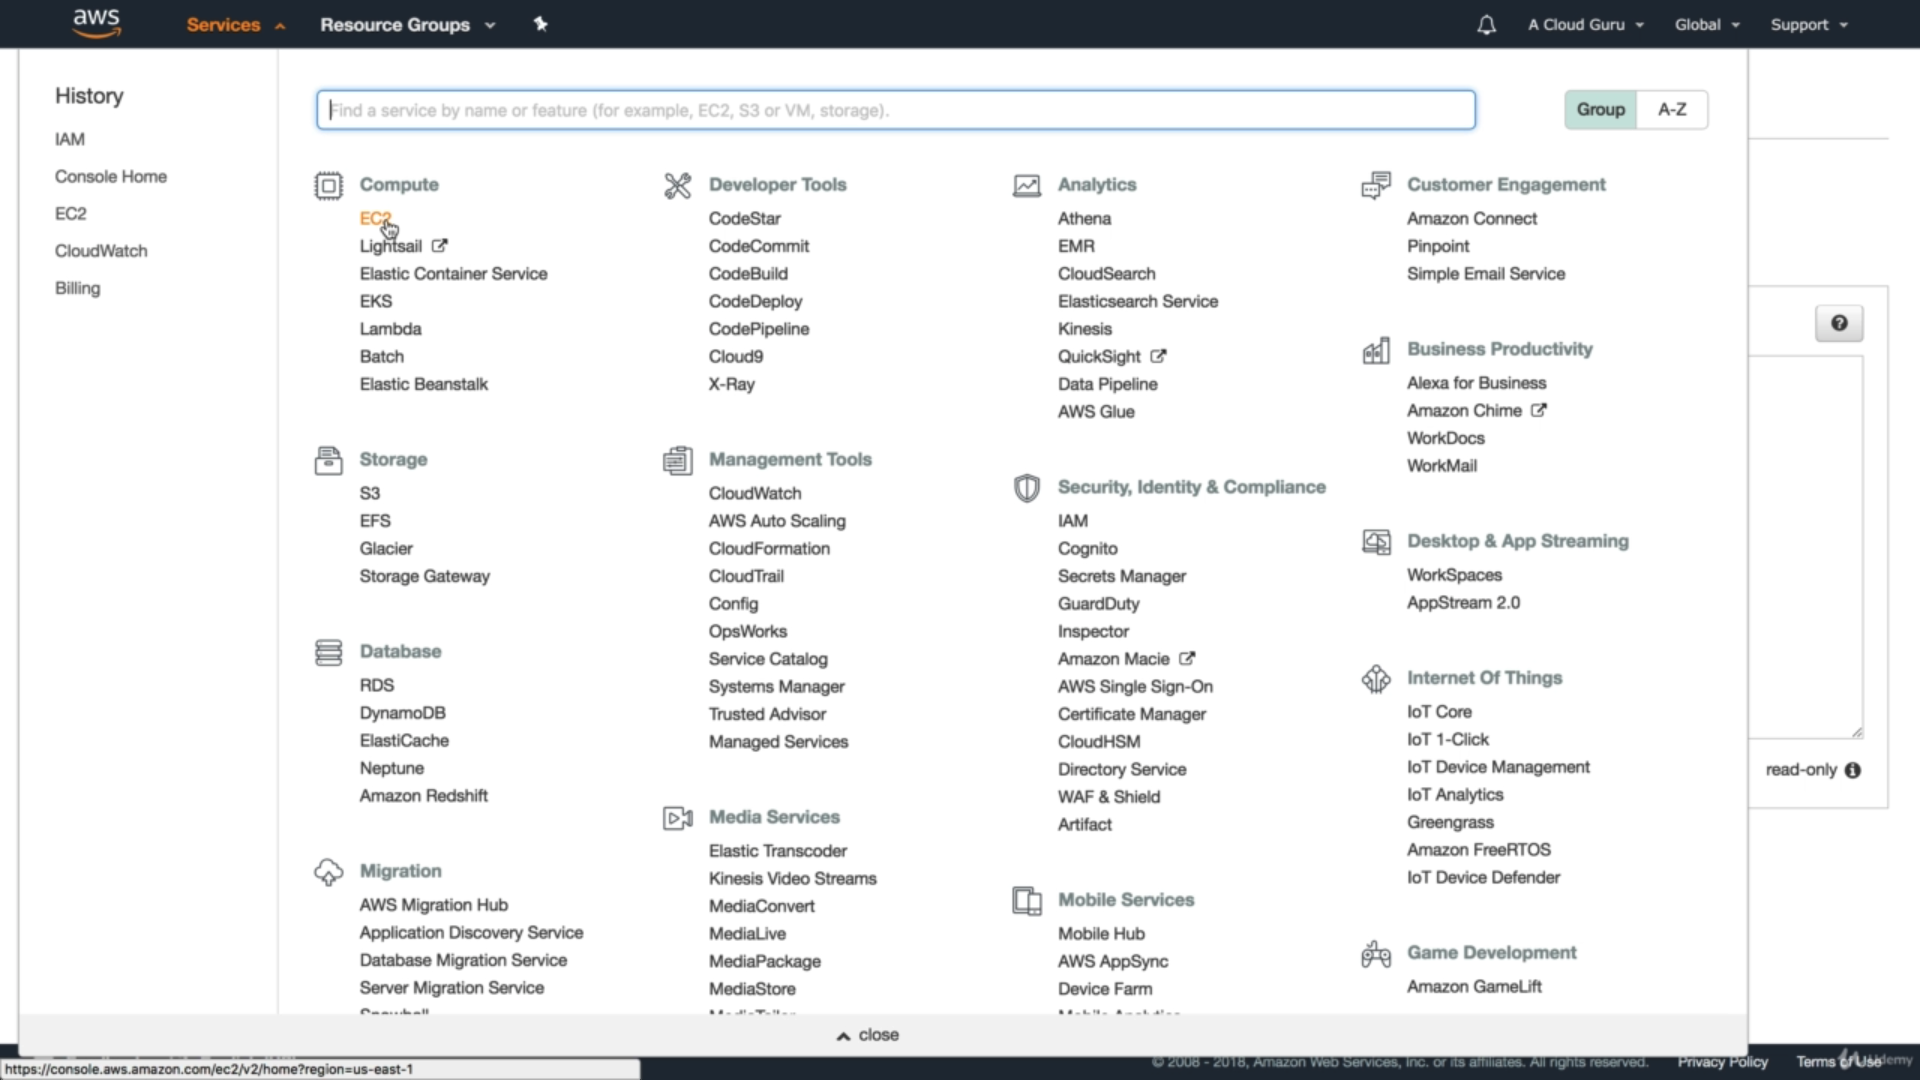 aws
Services
Resource Groups
A Cloud Guru
Global
Support
History
IAM
Console Home
EC2
CloudWatch
Billing
Find a service by name or feature (for example, EC2, S3 or VM, storage).
Group
A-Z
Compute
EC2
Lightsail
Elastic Container Service
EKS
Lambda
Batch
Elastic Beanstalk
Storage
S3
EFS
Glacier
Storage Gateway
Database
RDS
DynamoDB
ElastiCache
Neptune
Amazon Redshift
Migration
AWS Migration Hub
Application Discovery Service
Database Migration Service
Server Migration Service
Snowball
Developer Tools
CodeStar
CodeCommit
CodeBuild
CodeDeploy
CodePipeline
Cloud9
X-Ray
Management Tools
CloudWatch
AWS Auto Scaling
CloudFormation
CloudTrail
Config
OpsWorks
Service Catalog
Systems Manager
Trusted Advisor
Managed Services
Media Services
Elastic Transcoder
Kinesis Video Streams
MediaConvert
MediaLive
MediaPackage
MediaStore
MediaTailor
Analytics
Athena
EMR
CloudSearch
Elasticsearch Service
Kinesis
QuickSight
Data Pipeline
AWS Glue
Security, Identity & Compliance
IAM
Cognito
Secrets Manager
GuardDuty
Inspector
Amazon Macie
AWS Single Sign-On
Certificate Manager
CloudHSM
Directory Service
WAF & Shield
Artifact
Mobile Services
Mobile Hub
AWS AppSync
Device Farm
Mobile Analytics
Customer Engagement
Amazon Connect
Pinpoint
Simple Email Service
Business Productivity
Alexa for Business
Amazon Chime
WorkDocs
WorkMail
Desktop & App Streaming
WorkSpaces
AppStream 2.0
Internet Of Things
IoT Core
IoT 1-Click
IoT Device Management
IoT Analytics
Greengrass
Amazon FreeRTOS
IoT Device Defender
Game Development
Amazon GameLift
read-only
close
https://console.aws.amazon.com/ec2/v2/home?region=us-east-1
© 2008 - 2018, Amazon Web Services, Inc. or its affiliates. All rights reserved.
Privacy Policy
Terms of Use
Udemy